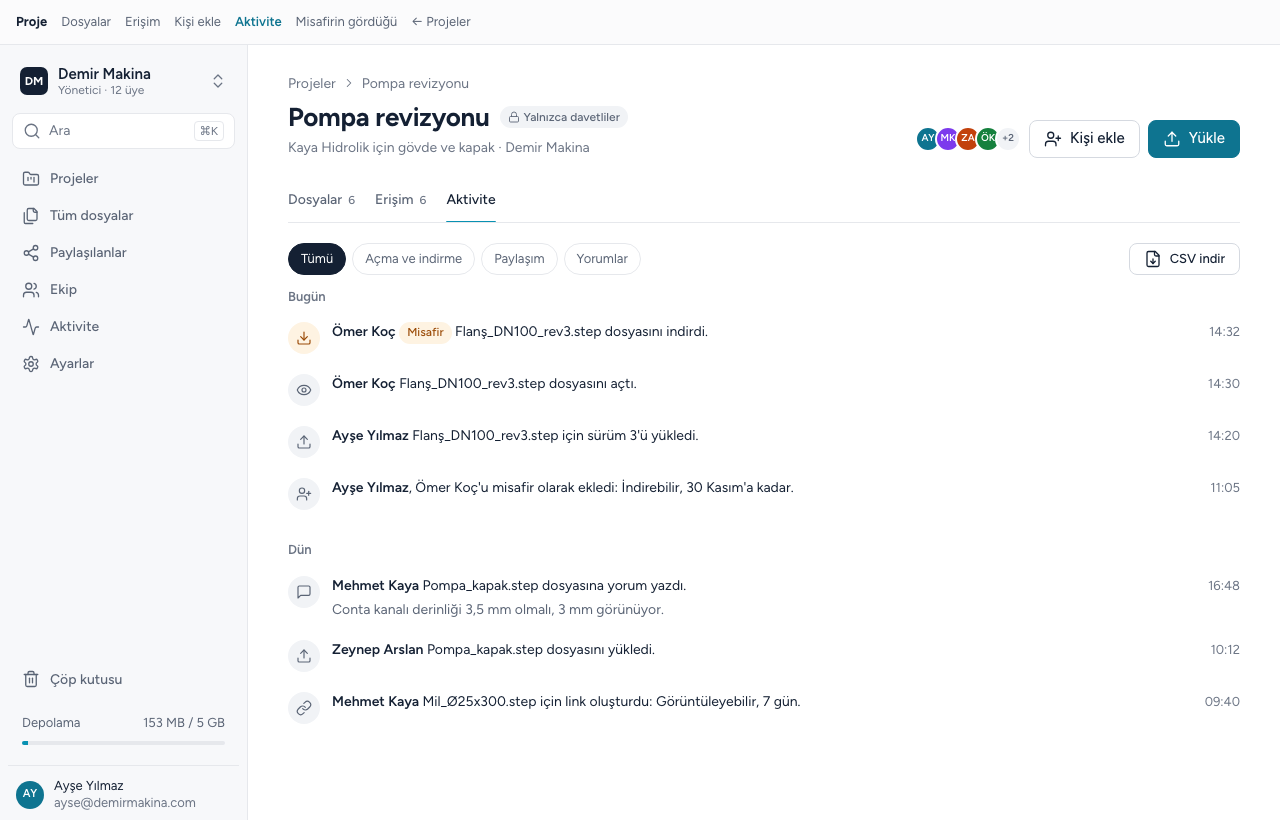 Proje Dosyalar Erişim Kişi ekle Aktivite Misafirin gördüğü ← Projeler
DM Demir Makina
Yönetici · 12 üye
Ara ⌘K
Projeler
Tüm dosyalar
Paylaşılanlar
Ekip
Aktivite
Ayarlar
Çöp kutusu
Depolama 153 MB / 5 GB
AY Ayşe Yılmaz
ayse@demirmakina.com
Projeler > Pompa revizyonu
Pompa revizyonu Yalnızca davetliler
Kaya Hidrolik için gövde ve kapak · Demir Makina
AY MK ZA ÖK +2 Kişi ekle Yükle
Dosyalar 6 Erişim 6 Aktivite
Tümü Açma ve indirme Paylaşım Yorumlar CSV indir
Bugün
Ömer Koç Misafir Flanş_DN100_rev3.step dosyasını indirdi. 14:32
Ömer Koç Flanş_DN100_rev3.step dosyasını açtı. 14:30
Ayşe Yılmaz Flanş_DN100_rev3.step için sürüm 3'ü yükledi. 14:20
Ayşe Yılmaz, Ömer Koç'u misafir olarak ekledi: İndirebilir, 30 Kasım'a kadar. 11:05
Dün
Mehmet Kaya Pompa_kapak.step dosyasına yorum yazdı. 16:48
Conta kanalı derinliği 3,5 mm olmalı, 3 mm görünüyor.
Zeynep Arslan Pompa_kapak.step dosyasını yükledi. 10:12
Mehmet Kaya Mil_Ø25x300.step için link oluşturdu: Görüntüleyebilir, 7 gün. 09:40